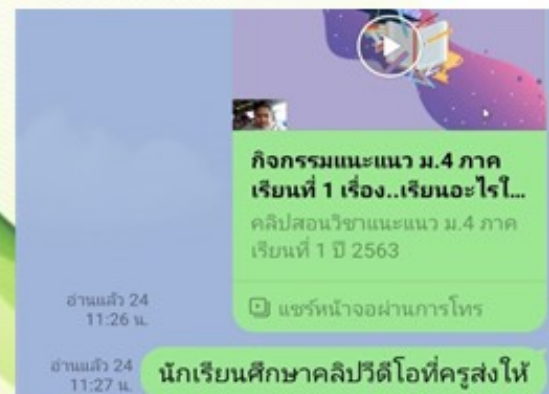 กิจกรรมแนะแนว ม.4 ภาค
เรียนที่ 1 เรื่อง..เรียนอะไรใ...
คลิปสอนวิชาแนะแนว ม.4 ภาค
เรียนที่ 1 ปี 2563
อ่านแล้ว 24
11:26 น.
แชร์หน้าจอผ่านการโทร
อ่านแล้ว 24
11:27 น.
นักเรียนศึกษาคลิปวีดีโอที่ครูส่งให้